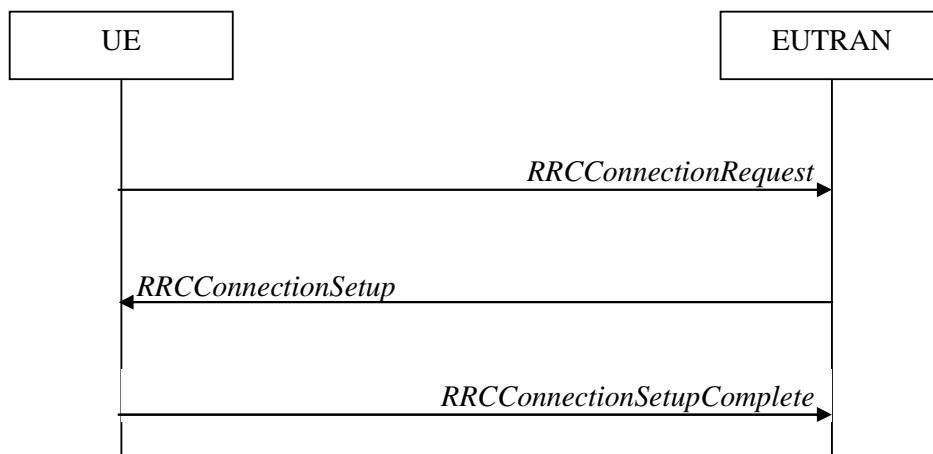 UE
EUTRAN
RRCConnectionRequest
RRCConnectionSetup
RRCConnectionSetupComplete